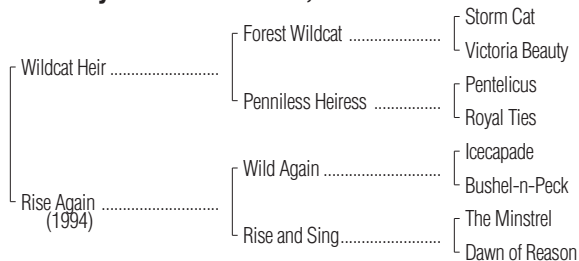 Storm Cat
Forest Wildcat ....................
Victoria Beauty
Wildcat Heir ........................
Pentelicus
Penniless Heiress ...............
Royal Ties
Icecapade
Wild Again ..........................
Bushel-n-Peck
Rise Again ..........................
(1994)
The Minstrel
Rise and Sing......................
Dawn of Reason